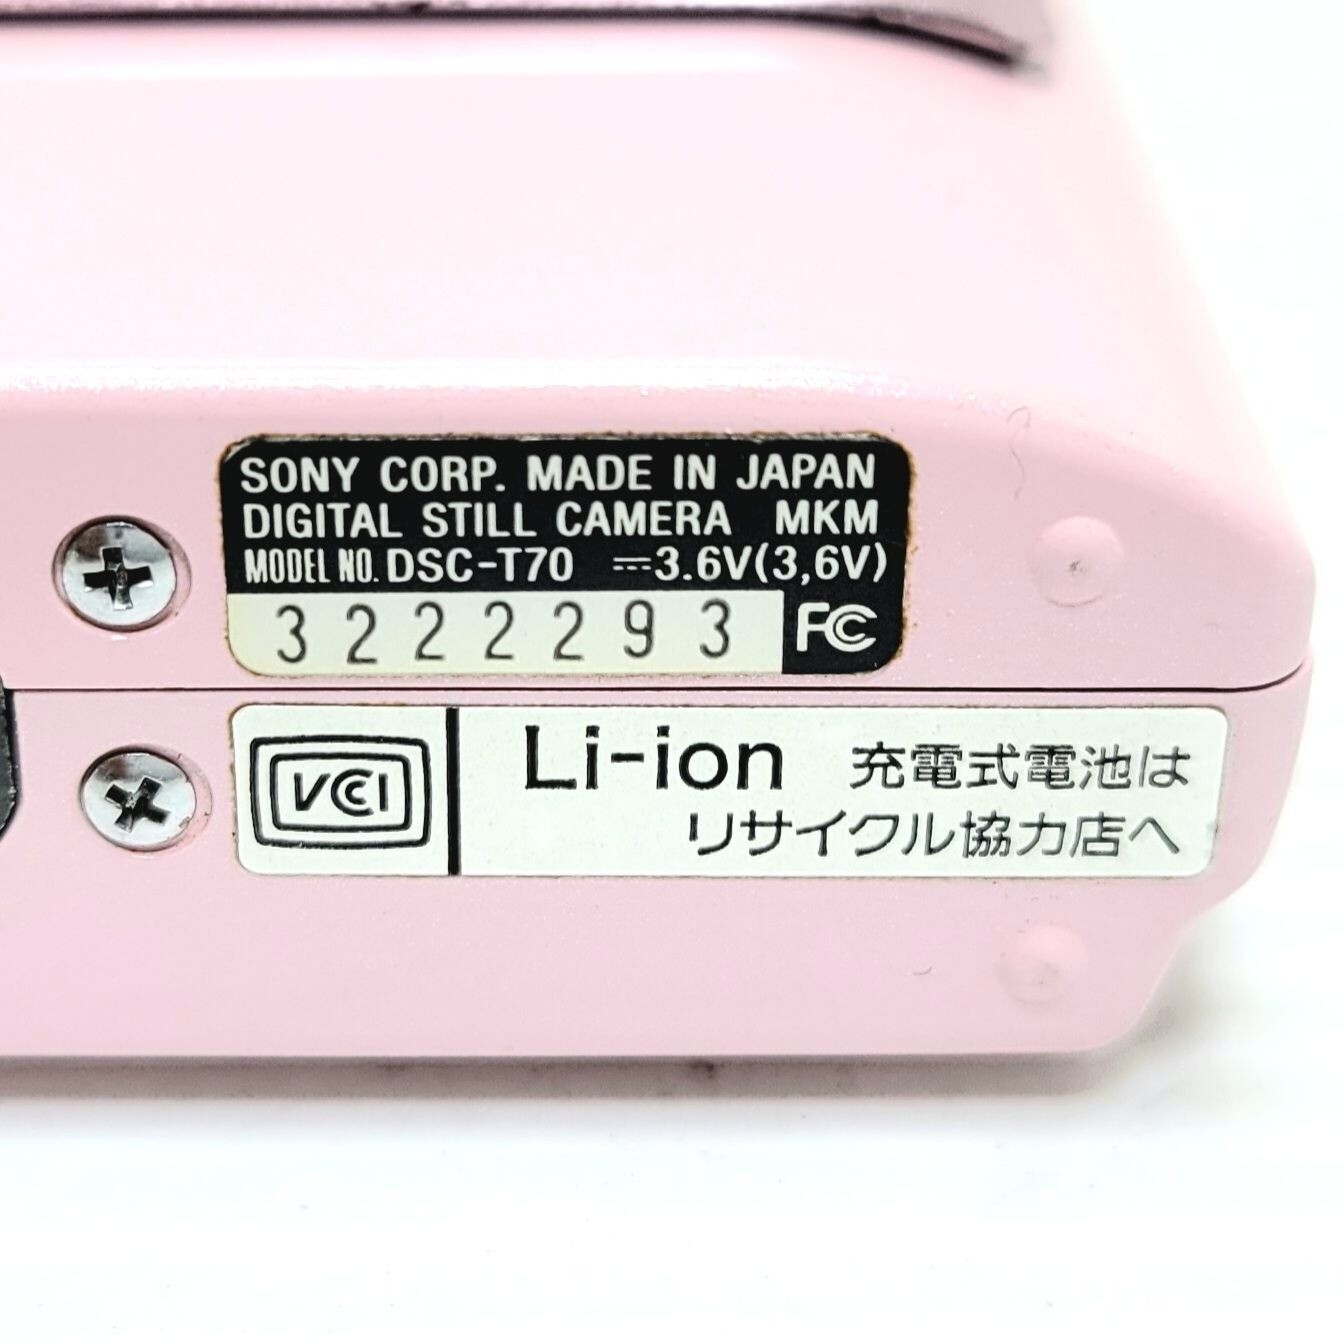 SONY CORP. MADE IN JAPAN
DIGITAL STILL CAMERA MKM
MODEL NO. DSC-T70 ⎓3.6V(3,6V)
3222293 FC
VCCI Li-ion 充電式電池は
リサイクル協力店へ